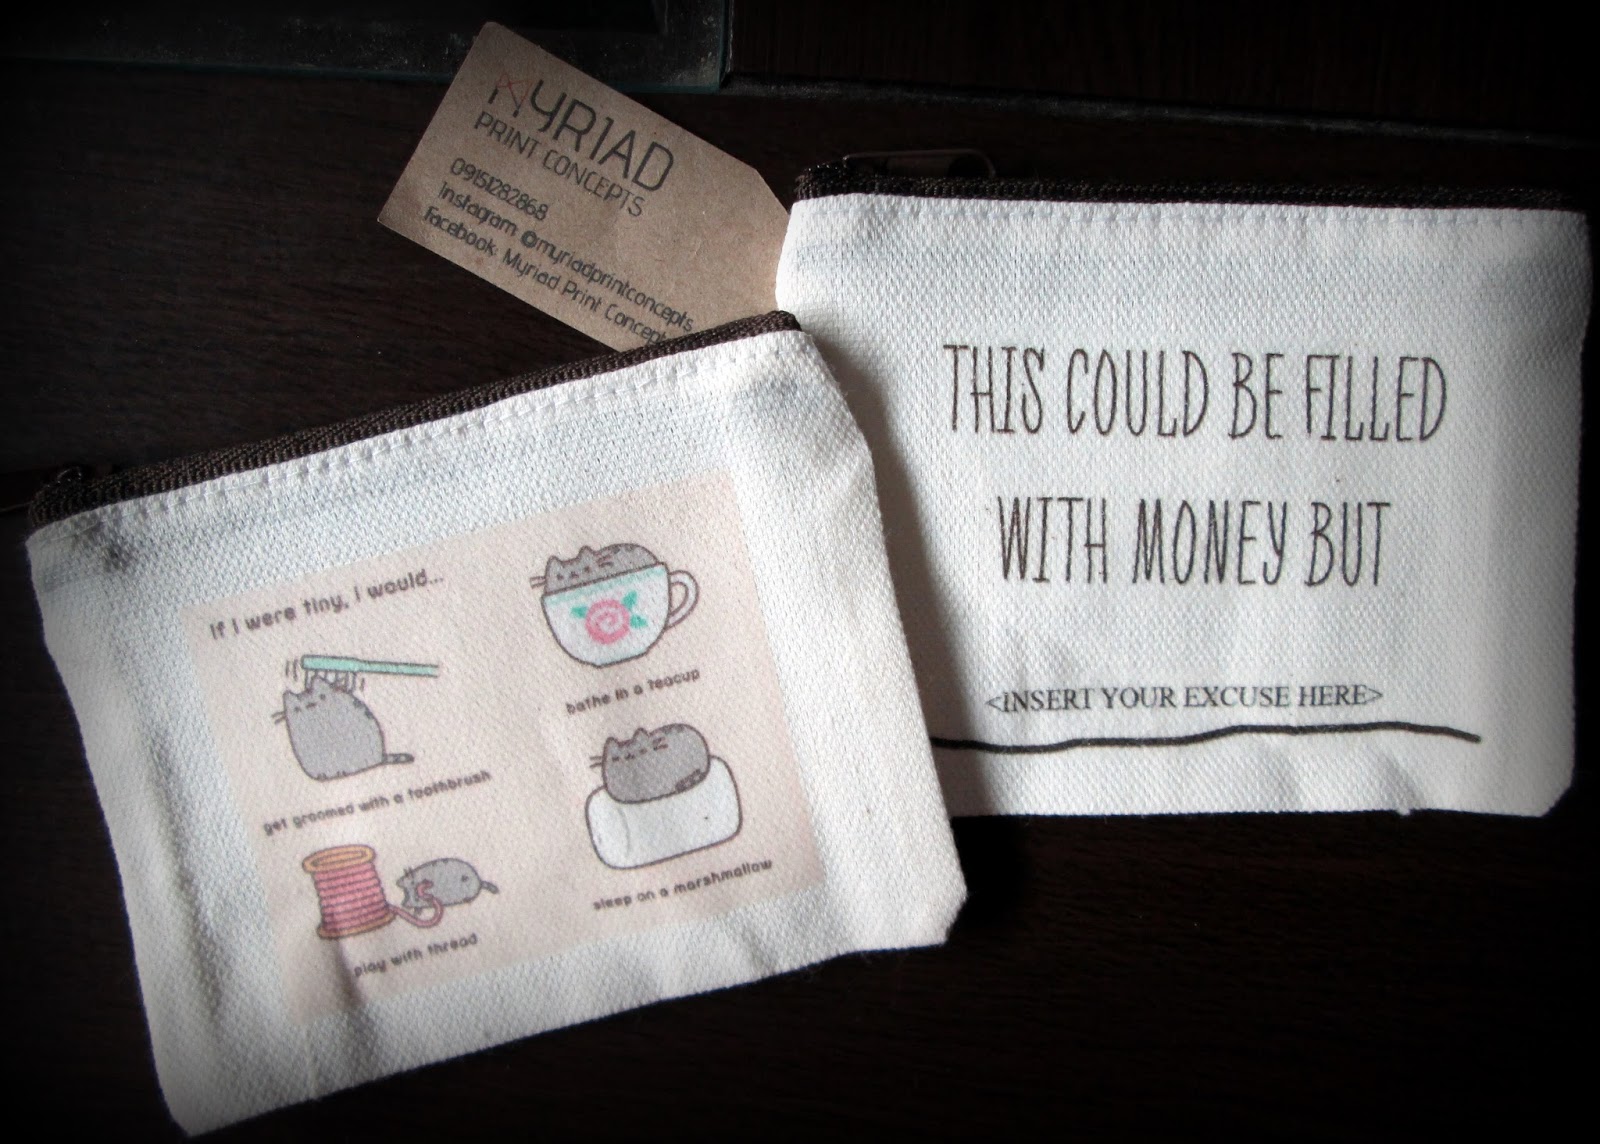 MYRIAD
PRINT CONCEPTS
09151282868
Instagram @myriadprintconcepts
Facebook: Myriad Print Concept
THIS COULD BE FILLED
WITH MONEY BUT
<INSERT YOUR EXCUSE HERE>
If I were tiny, I would...
get groomed with a toothbrush
bathe in a teacup
play with thread
sleep on a marshmallow